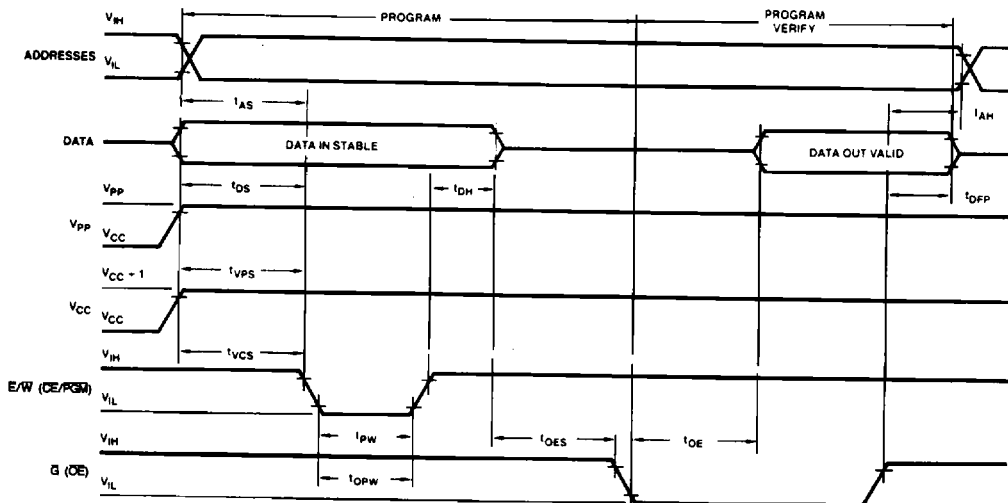 PROGRAM
PROGRAM VERIFY
VIH
ADDRESSES
VIL
tAS
tAH
DATA
DATA IN STABLE
DATA OUT VALID
tDS
tDH
tDFP
VPP
VPP
VCC
tVPS
VCC + 1
VCC
VCC
tVCS
VIH
E/W (CE/PGM)
VIL
tPW
tOES
tOE
VIH
tOPW
G (OE)
VIL